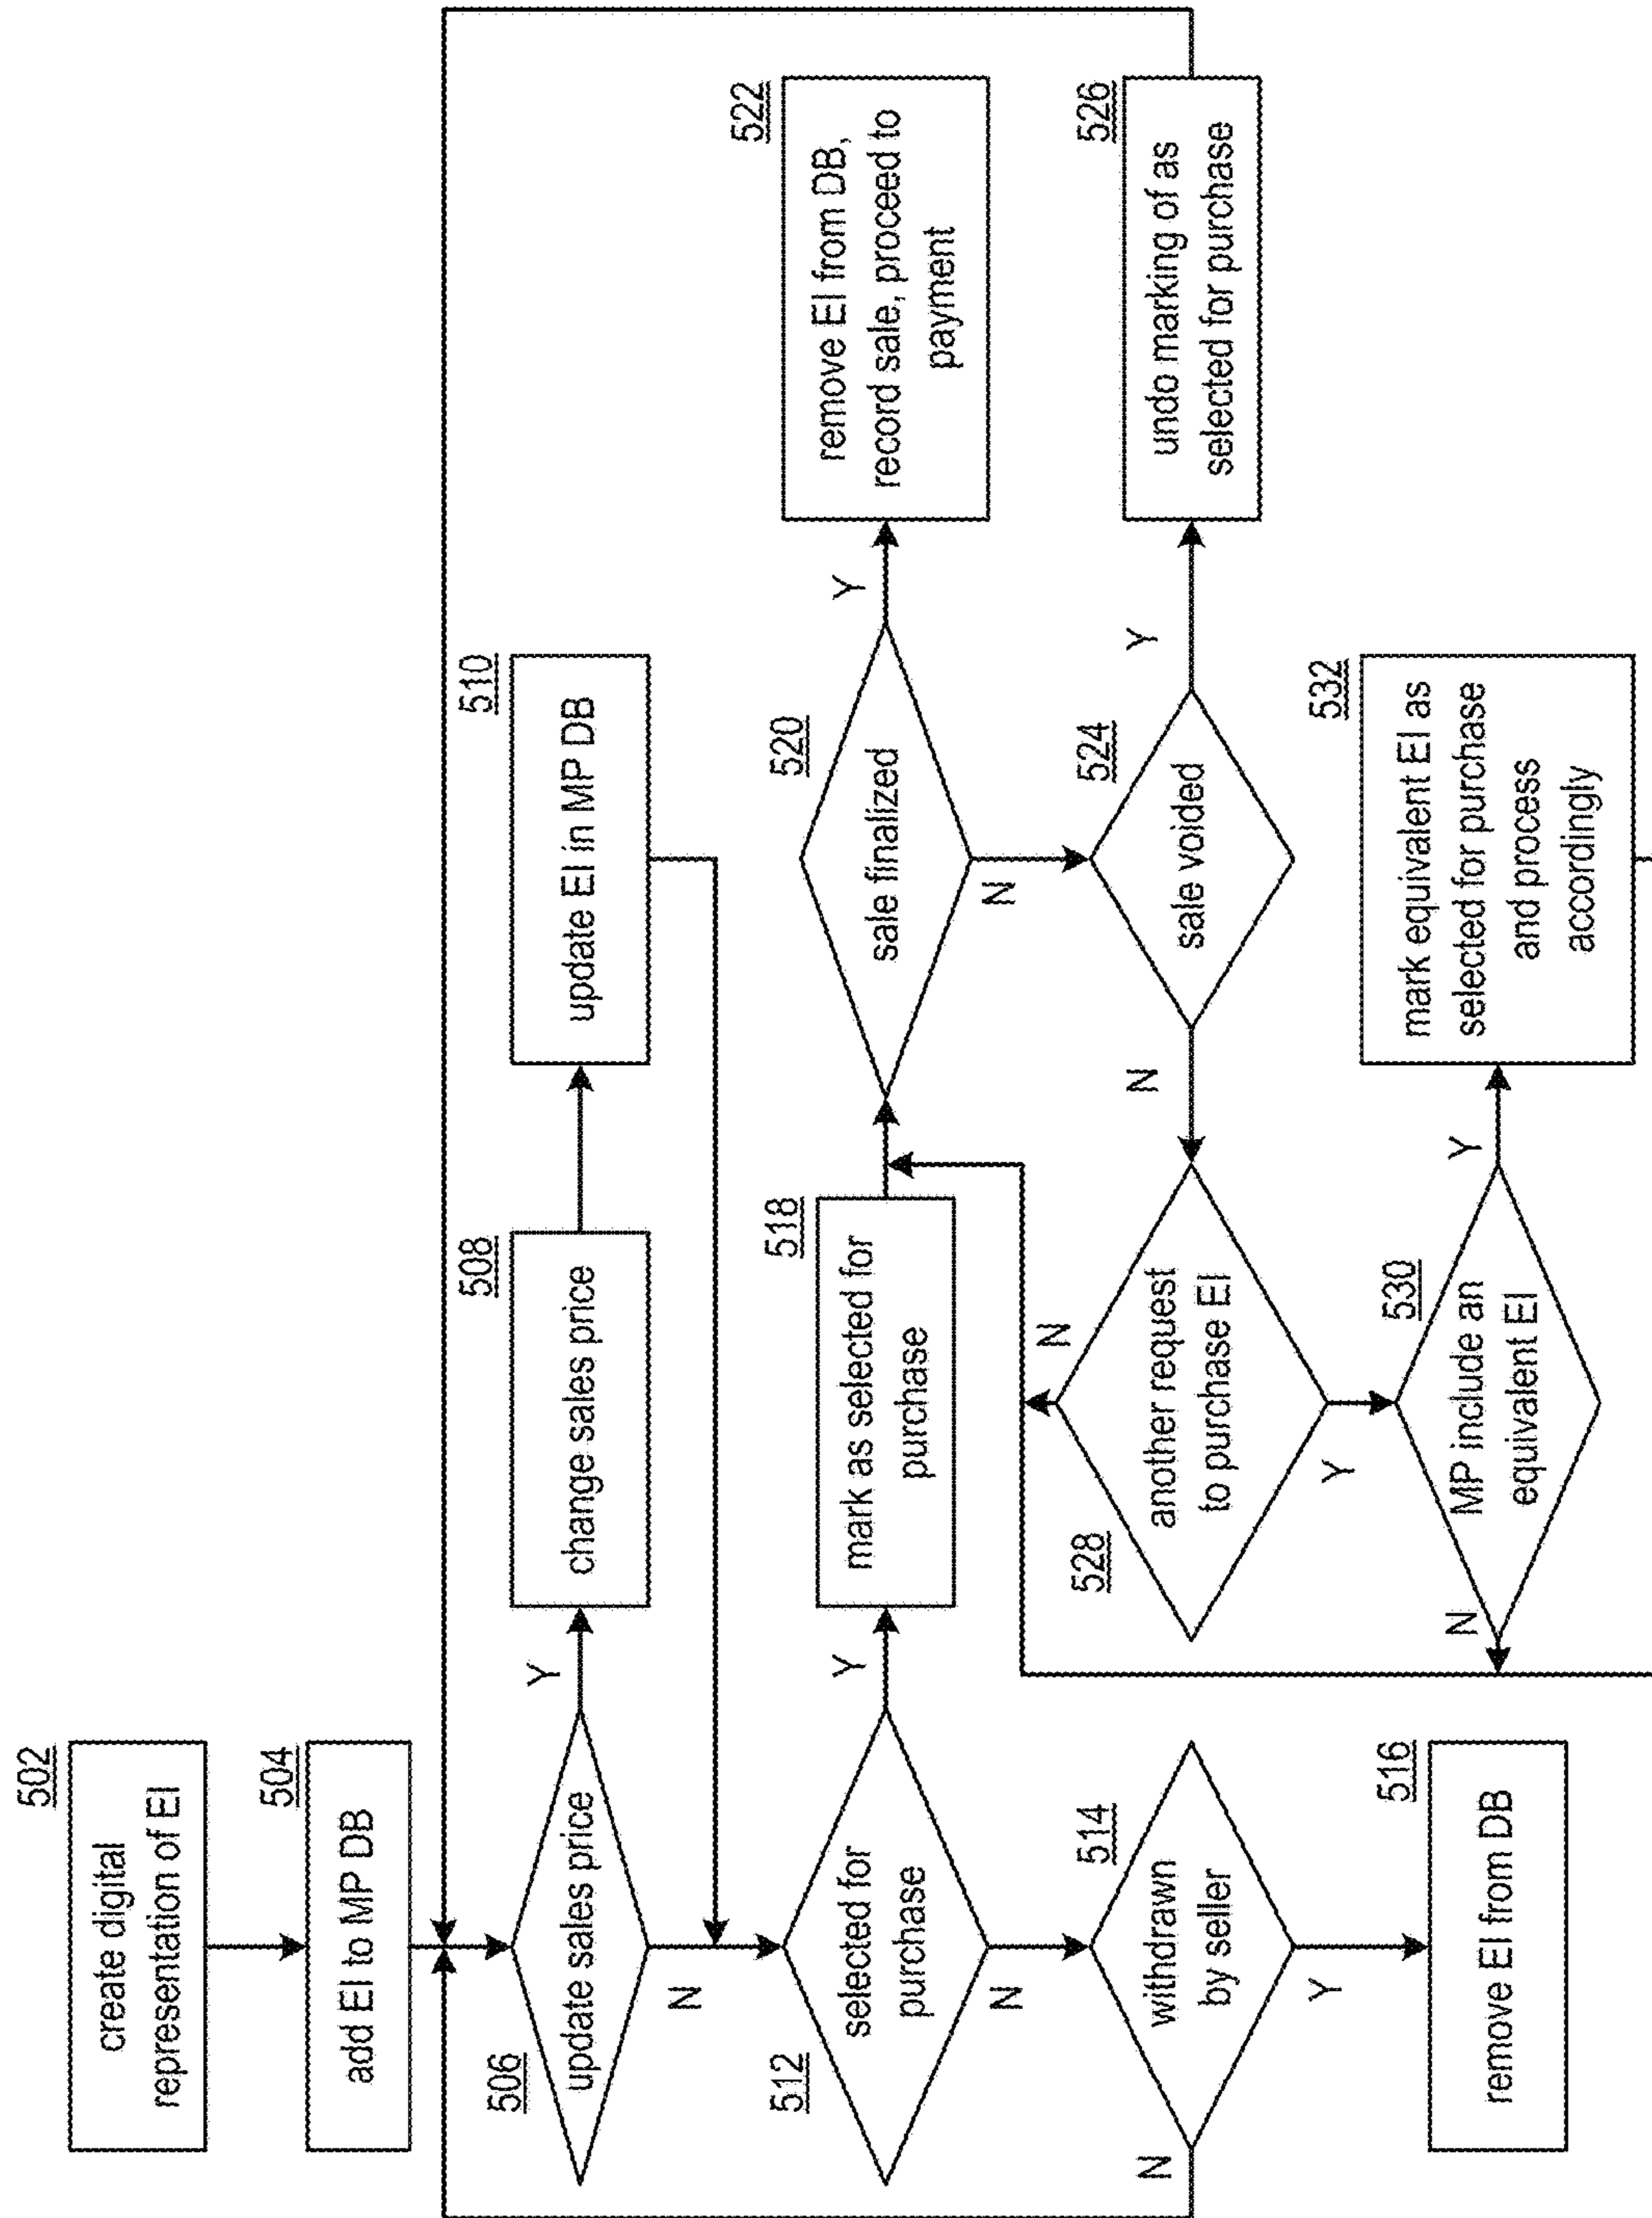 502
create digital
representation of EI
504
add EI to MP DB
506
update sales price
Y
N
508
change sales price
510
update EI in MP DB
512
selected for
purchase
Y
N
518
mark as selected for
purchase
520
sale finalized
Y
N
522
remove EI from DB,
record sale, proceed to
payment
514
withdrawn
by seller
N
Y
528
another request
to purchase EI
N
Y
N
524
sale voided
Y
526
undo marking of as
selected for purchase
516
remove EI from DB
530
MP include an
equivalent EI
N
Y
532
mark equivalent EI as
selected for purchase
and process
accordingly